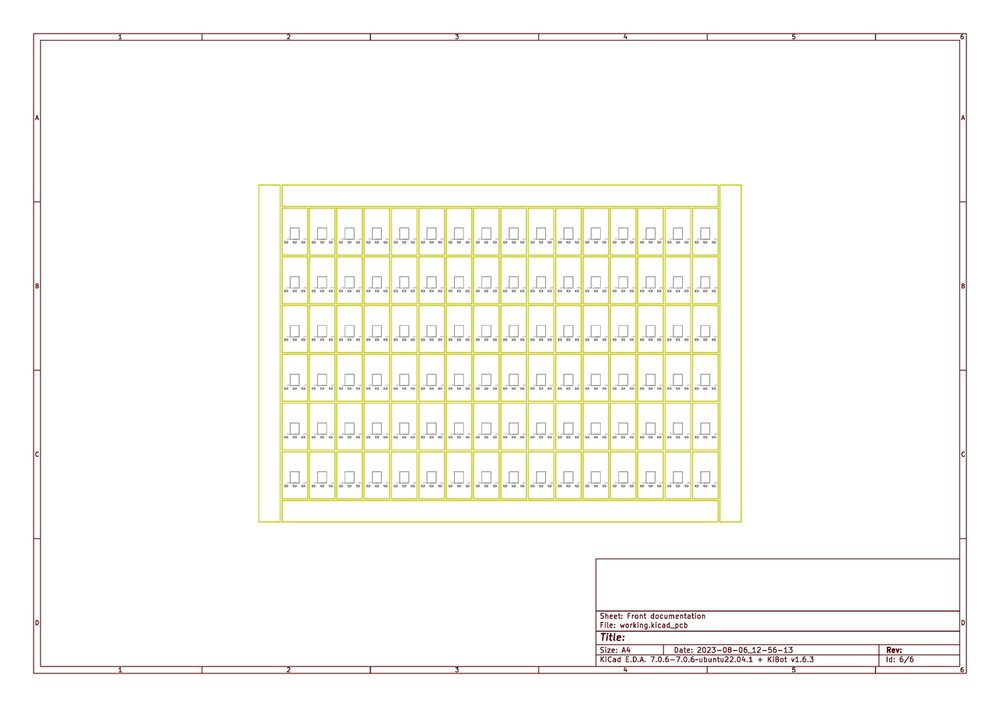 1 2 3 4 5 6
A A
B B
C C
D D
Sheet: Front documentation
File: working.kicad_pcb
Title:
Size: A4 Date: 2023-08-06_12-56-13 Rev:
KiCad E.D.A. 7.0.6-7.0.6~ubuntu22.04.1 + KiBot v1.6.3 Id: 6/6
1 2 3 4 5 6